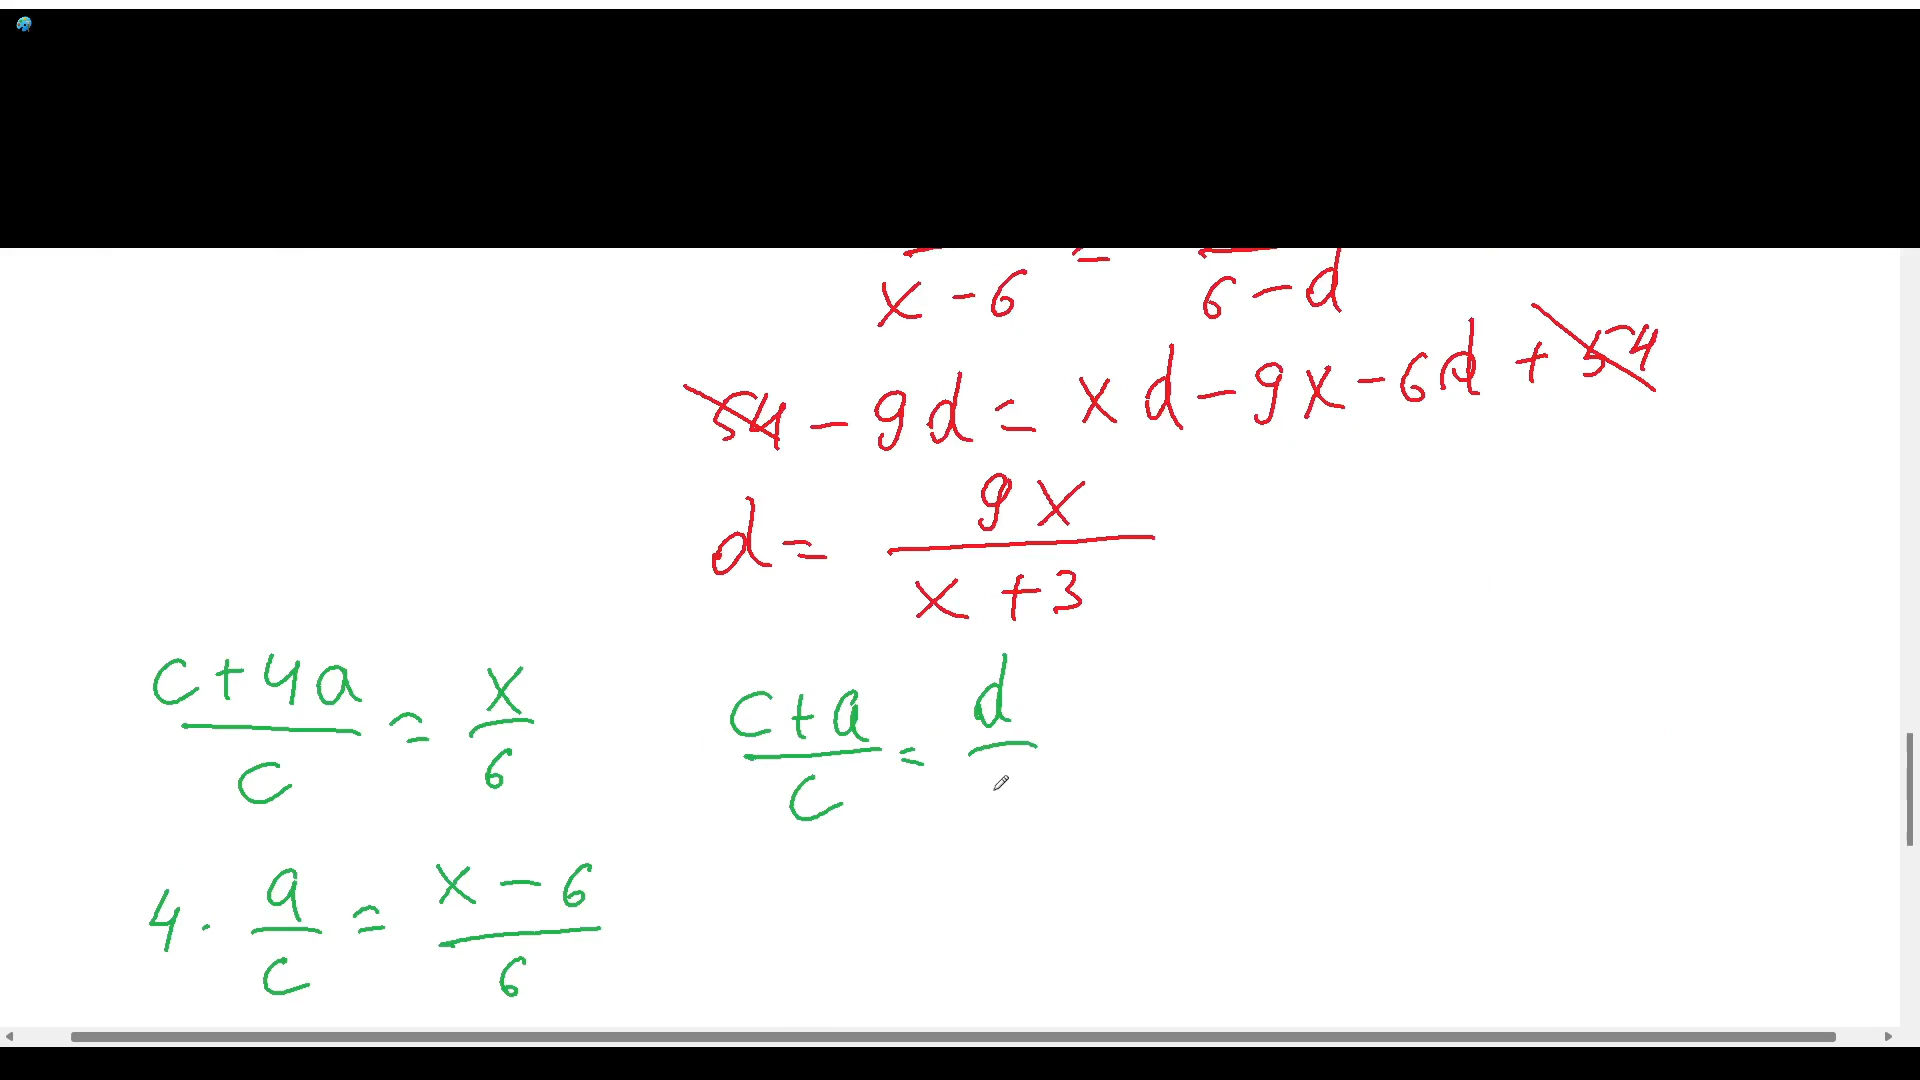 x - 6 = 6 - d
54 - 9d = xd - 9x - 6d + 54
d = 9x / x + 3
c + 4a / c = x / 6
c + a / c = d /
4 · a / c = x - 6 / 6